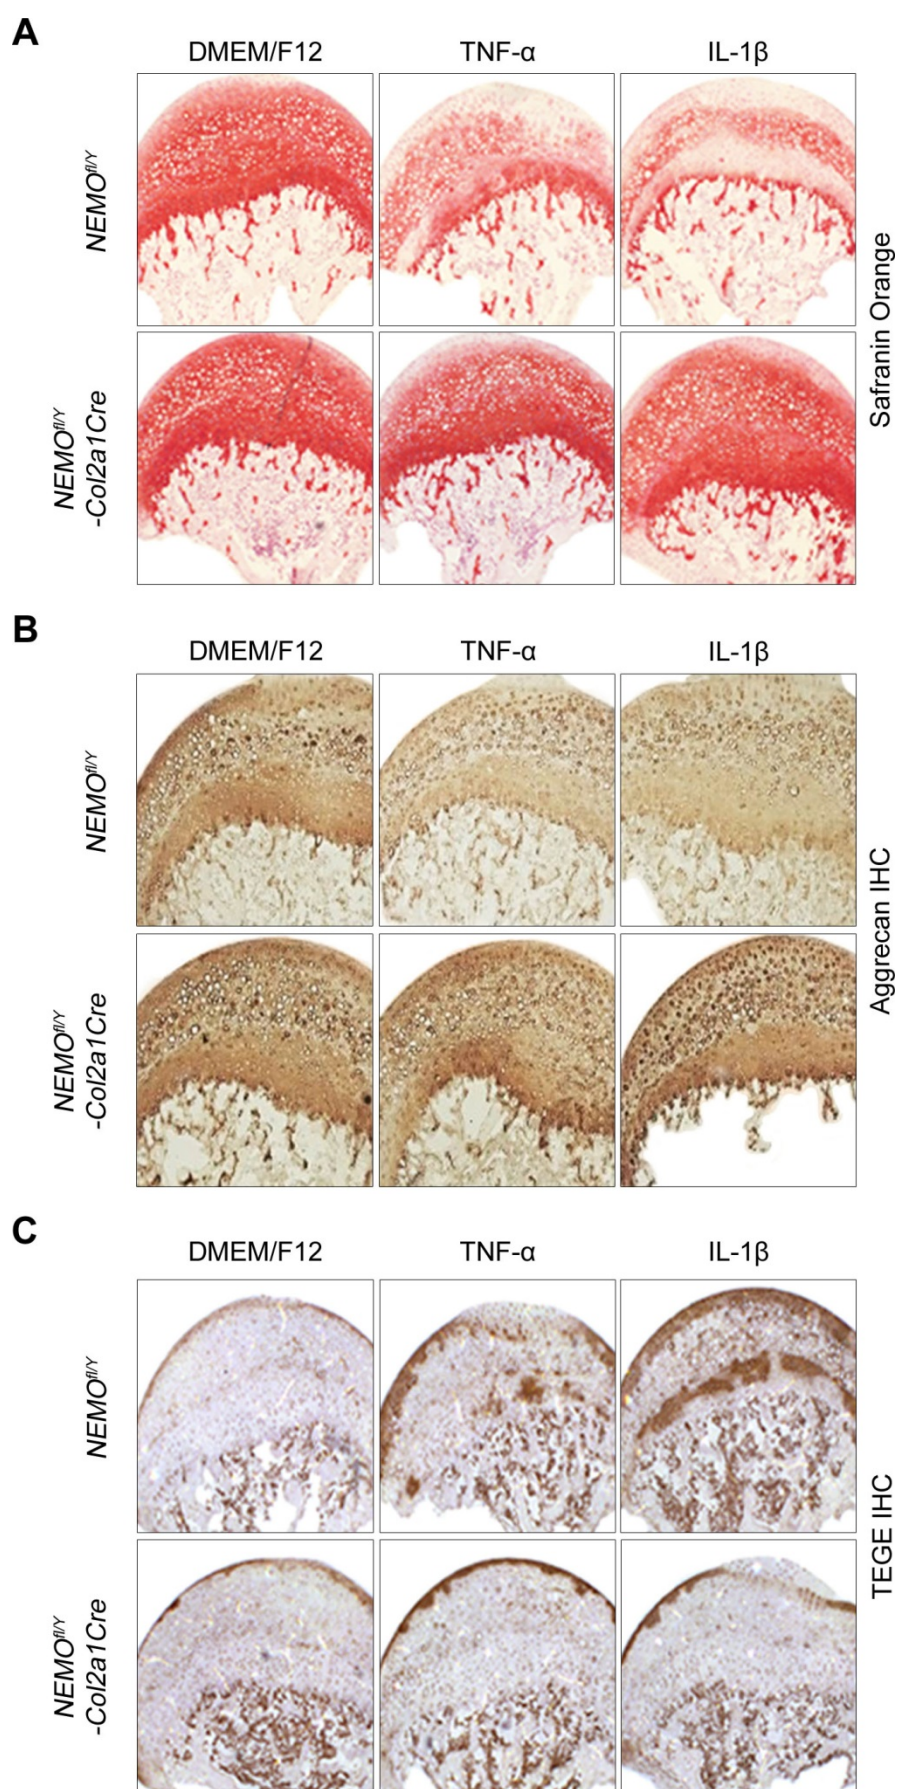 A
DMEM/F12 TNF-α IL-1β
NEMOfl/Y
NEMOfl/Y
-Col2a1Cre
Safranin Orange
B
DMEM/F12 TNF-α IL-1β
NEMOfl/Y
NEMOfl/Y
-Col2a1Cre
Aggrecan IHC
C
DMEM/F12 TNF-α IL-1β
NEMOfl/Y
NEMOfl/Y
-Col2a1Cre
TEGE IHC